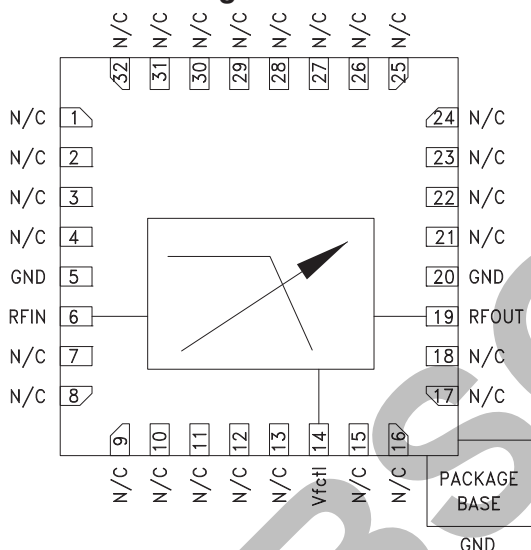 N/C N/C N/C N/C N/C N/C N/C N/C
32 31 30 29 28 27 26 25
N/C 1 24 N/C
N/C 2 23 N/C
N/C 3 22 N/C
N/C 4 21 N/C
GND 5 20 GND
RFIN 6 19 RFOUT
N/C 7 18 N/C
N/C 8 17 N/C
9 10 11 12 13 14 15 16
N/C N/C N/C N/C N/C Vfctl N/C N/C
PACKAGE
BASE
GND